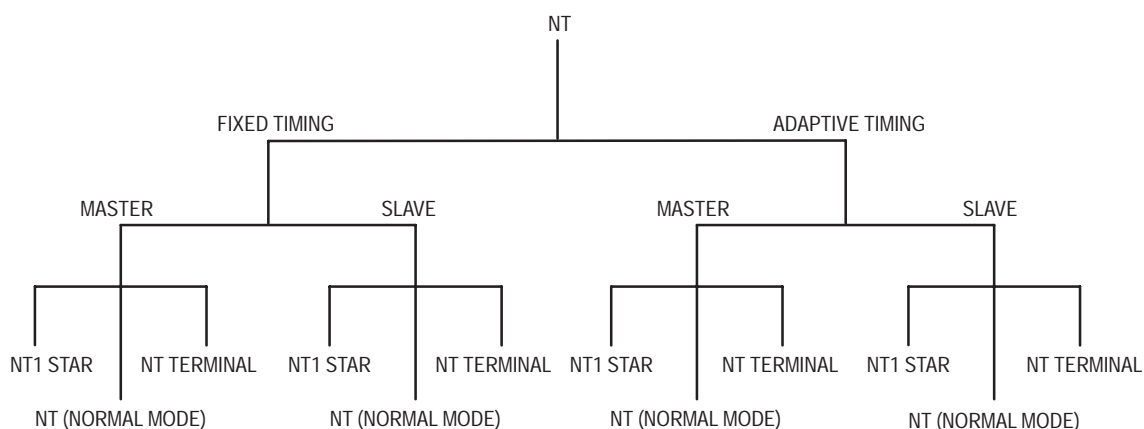 NT
FIXED TIMING ADAPTIVE TIMING
MASTER SLAVE MASTER SLAVE
NT1 STAR NT TERMINAL NT1 STAR NT TERMINAL NT1 STAR NT TERMINAL NT1 STAR NT TERMINAL
NT (NORMAL MODE) NT (NORMAL MODE) NT (NORMAL MODE) NT (NORMAL MODE)